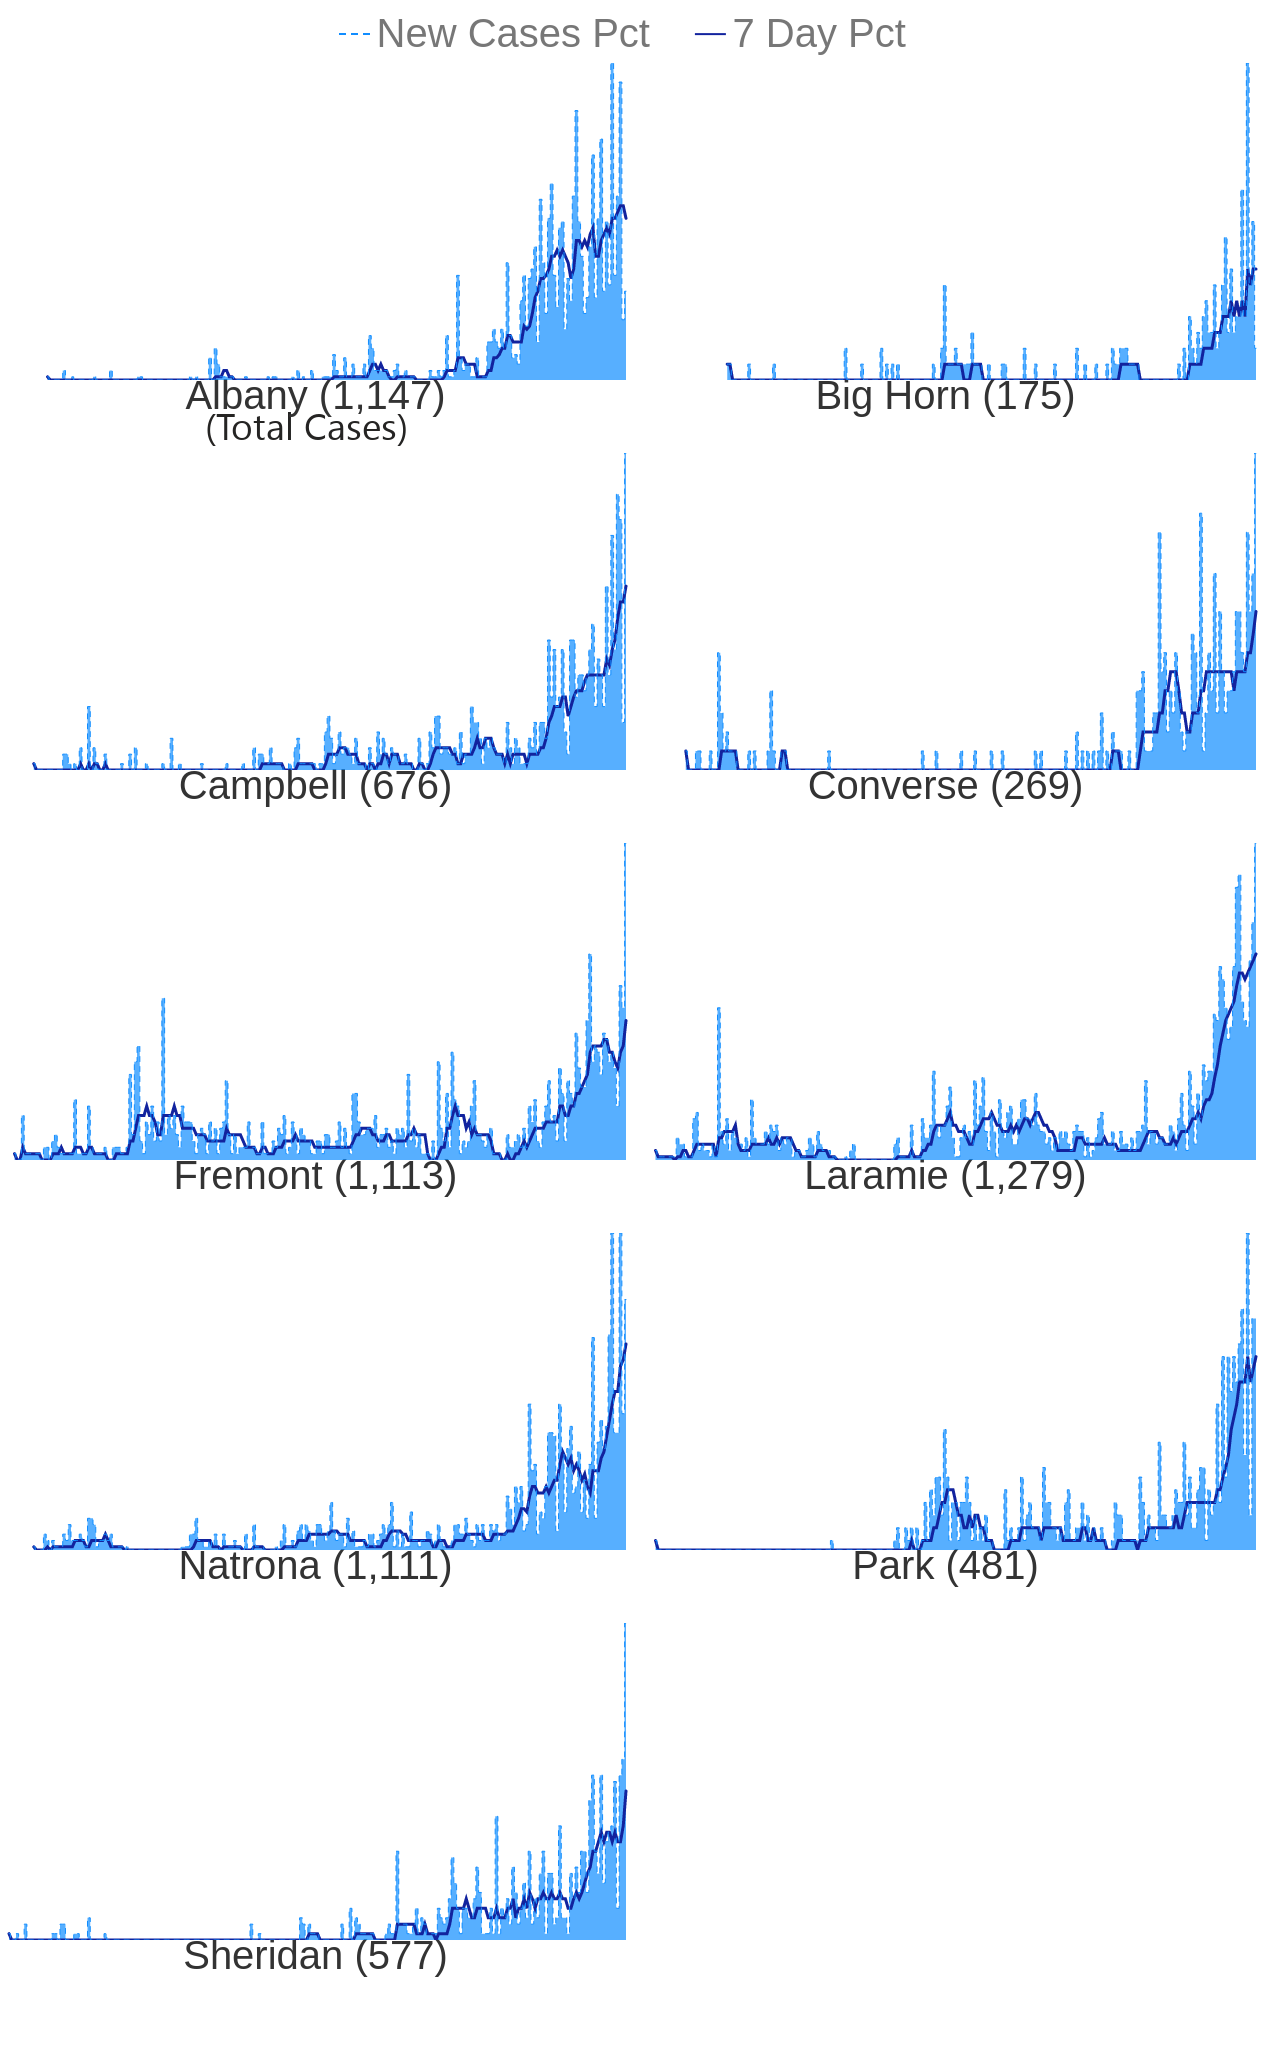 New Cases Pct 7 Day Pct
Albany (1,147) Big Horn (175)
(Total Cases)
Campbell (676) Converse (269)
Fremont (1,113) Laramie (1,279)
Natrona (1,111) Park (481)
Sheridan (577)